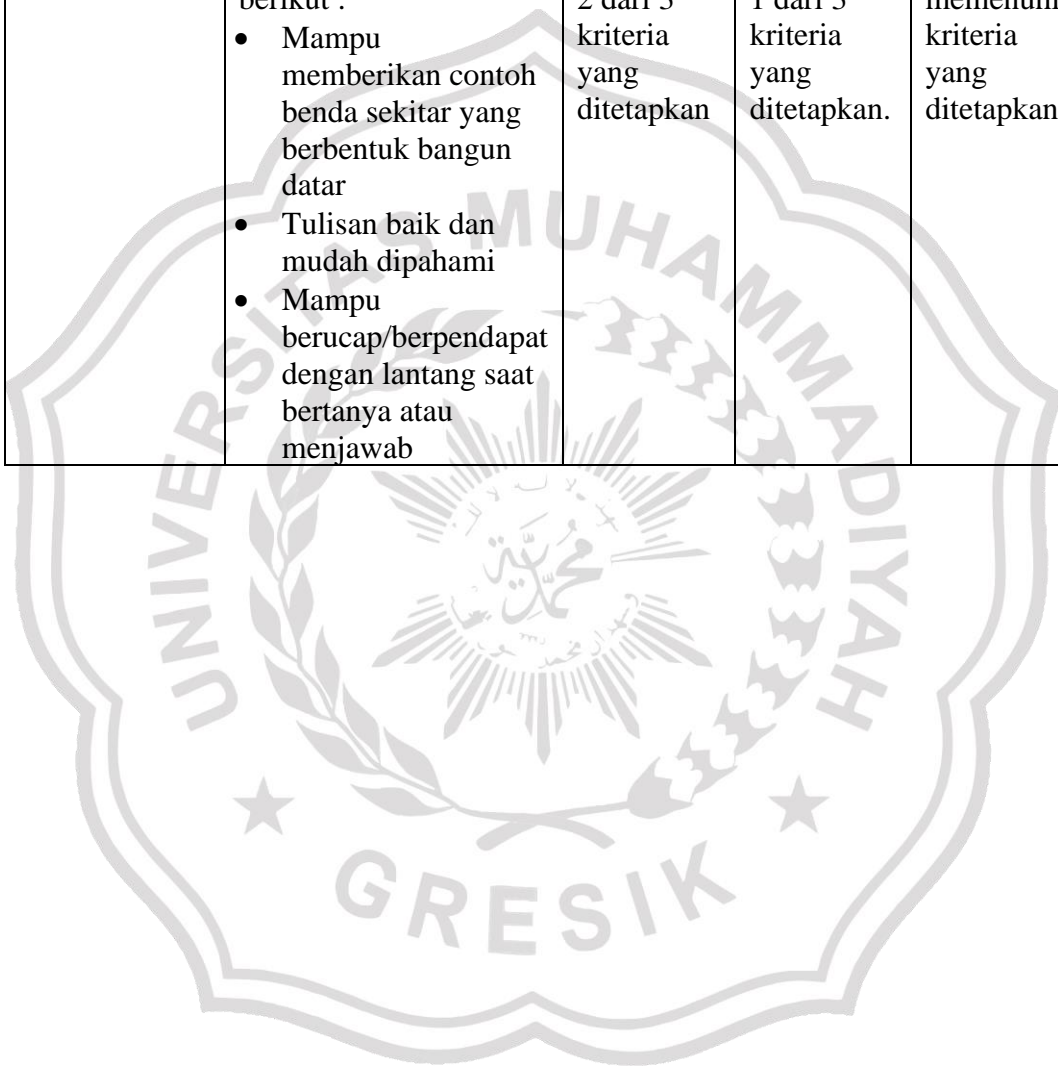 berikut :
2 dari 3
1 dari 3
• Mampu
memberikan contoh
benda sekitar yang
berbentuk bangun
datar
• Tulisan baik dan
mudah dipahami
• Mampu
berucap/berpendapat
dengan lantang saat
bertanya atau
menjawab
kriteria
yang
ditetapkan
kriteria
yang
ditetapkan.
kriteria
yang
ditetapkan
UNIVERSITAS MUHAMMADIYAH
GRESIK